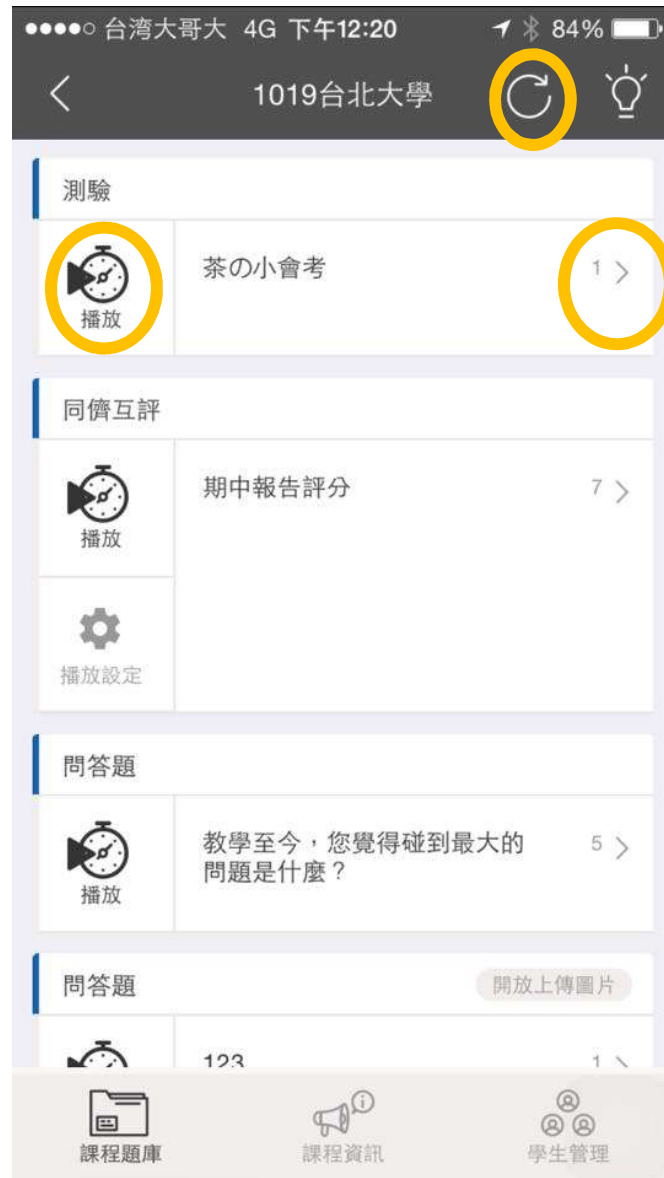 台湾大哥大 4G 下午12:20 84%
1019台北大學
測驗
播放
茶の小會考
1
同儕互評
播放
期中報告評分
7
播放設定
問答題
播放
教學至今，您覺得碰到最大的
問題是什麼？
5
問答題
開放上傳圖片
123
1
課程題庫
課程資訊
學生管理